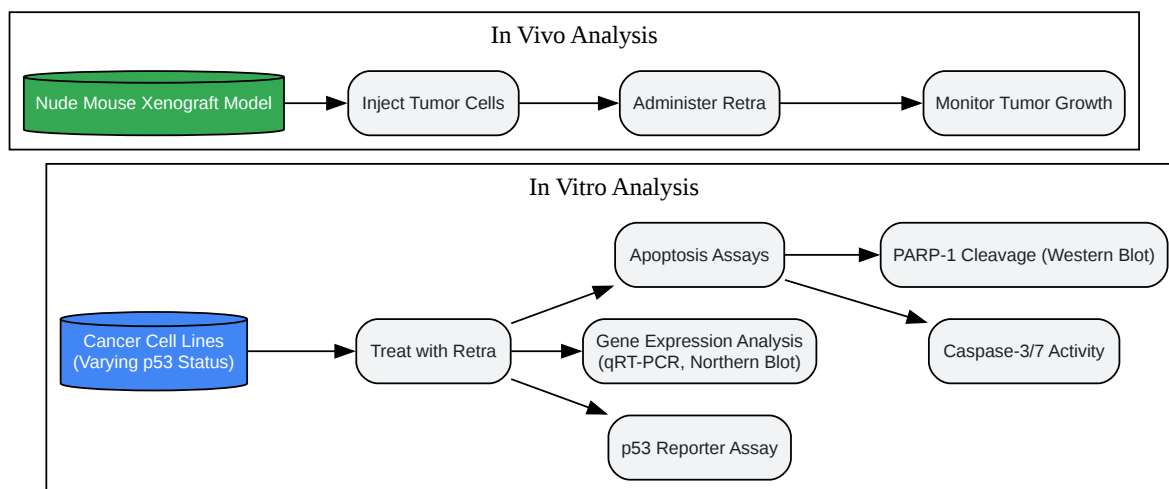 In Vivo Analysis
Nude Mouse Xenograft Model
Inject Tumor Cells
Administer Retra
Monitor Tumor Growth
In Vitro Analysis
Cancer Cell Lines
(Varying p53 Status)
Treat with Retra
Apoptosis Assays
PARP-1 Cleavage (Western Blot)
Caspase-3/7 Activity
Gene Expression Analysis
(qRT-PCR, Northern Blot)
p53 Reporter Assay